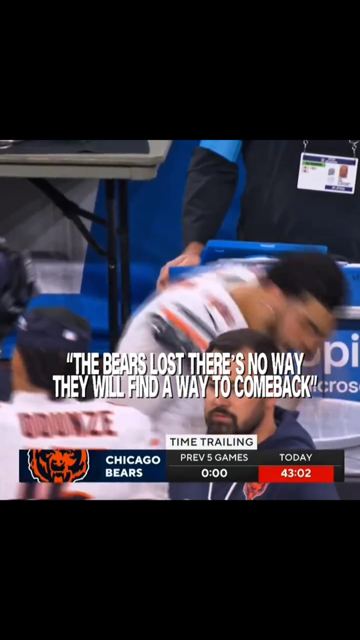 "THE BEARS LOST THERE'S NO WAY
THEY WILL FIND A WAY TO COMEBACK"
ODUNZE
TIME TRAILING
CHICAGO BEARS
PREV 5 GAMES
TODAY
0:00
43:02